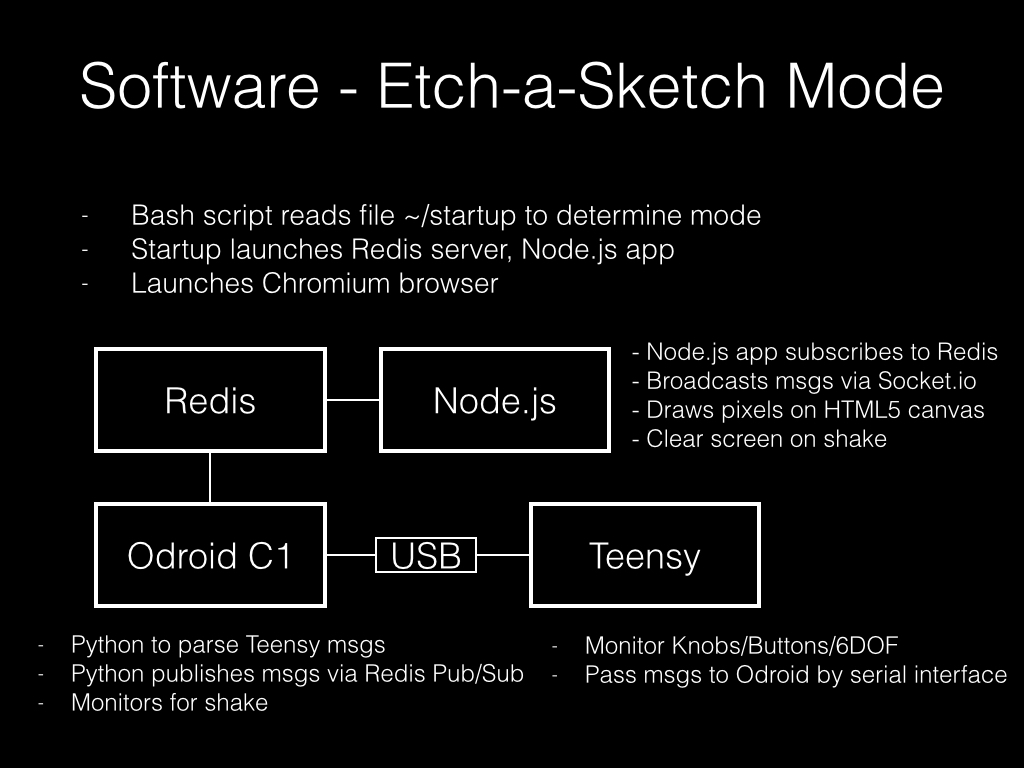 Software - Etch-a-Sketch Mode
- Bash script reads file ~/startup to determine mode
- Startup launches Redis server, Node.js app
- Launches Chromium browser
Redis
Node.js
- Node.js app subscribes to Redis
- Broadcasts msgs via Socket.io
- Draws pixels on HTML5 canvas
- Clear screen on shake
Odroid C1
USB
Teensy
- Python to parse Teensy msgs
- Python publishes msgs via Redis Pub/Sub
- Monitors for shake
- Monitor Knobs/Buttons/6DOF
- Pass msgs to Odroid by serial interface